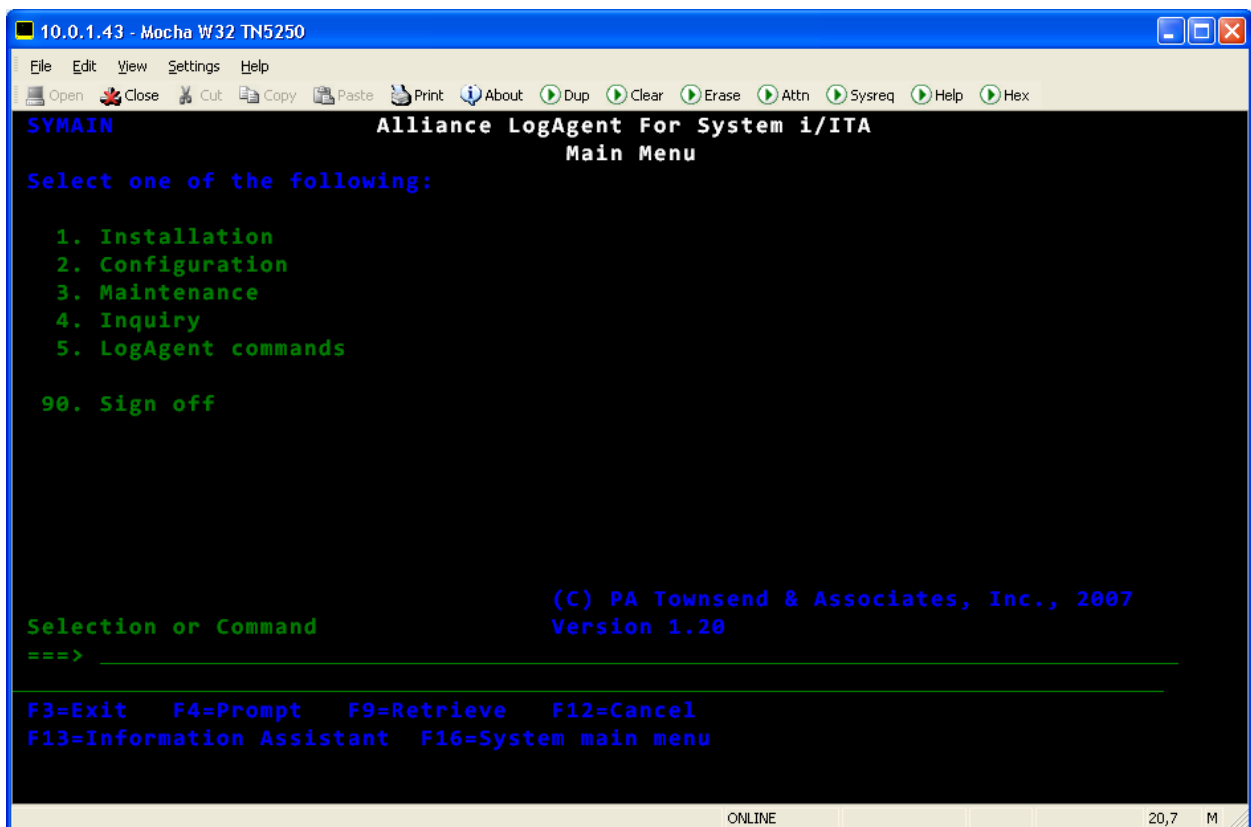 10.0.1.43 - Mocha W32 TN5250
File Edit View Settings Help
Open Close Cut Copy Paste Print About Dup Clear Erase Attn Sysreq Help Hex
SYMAIN Alliance LogAgent For System i/ITA
Main Menu
Select one of the following:
1. Installation
2. Configuration
3. Maintenance
4. Inquiry
5. LogAgent commands
90. Sign off
(C) PA Townsend & Associates, Inc., 2007
Selection or Command Version 1.20
===>
F3=Exit F4=Prompt F9=Retrieve F12=Cancel
F13=Information Assistant F16=System main menu
ONLINE 20,7 M